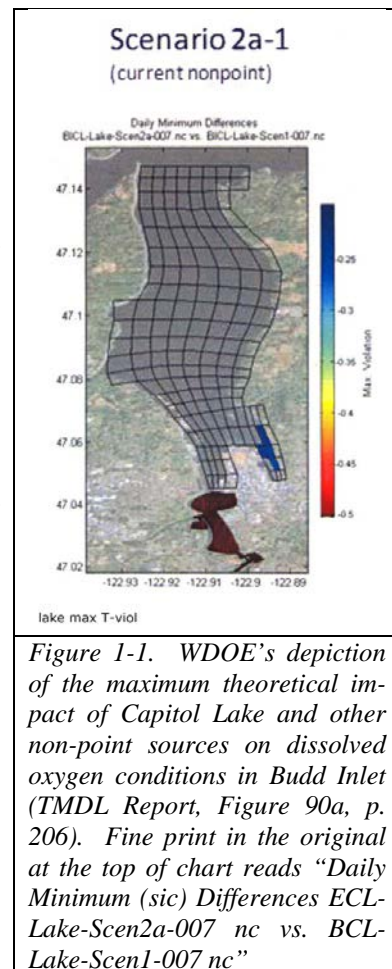 Scenario 2a-1
(current nonpoint)
Daily Minimum Differences
BICL-Lake-Scen2a-007 nc vs. BICL-Lake-Scen1-007 nc
47.14
47.12
47.1
47.08
47.06
47.04
47.02
-122.93 -122.92 -122.91 -122.9 -122.89
-0.25
-0.3
-0.35
-0.4
-0.45
-0.5
Max. Violation
lake max T-viol
Figure 1-1. WDOE's depiction
of the maximum theoretical im-
pact of Capitol Lake and other
non-point sources on dissolved
oxygen conditions in Budd Inlet
(TMDL Report, Figure 90a, p.
206). Fine print in the original
at the top of chart reads “Daily
Minimum (sic) Differences ECL-
Lake-Scen2a-007 nc vs. BCL-
Lake-Scen1-007 nc”